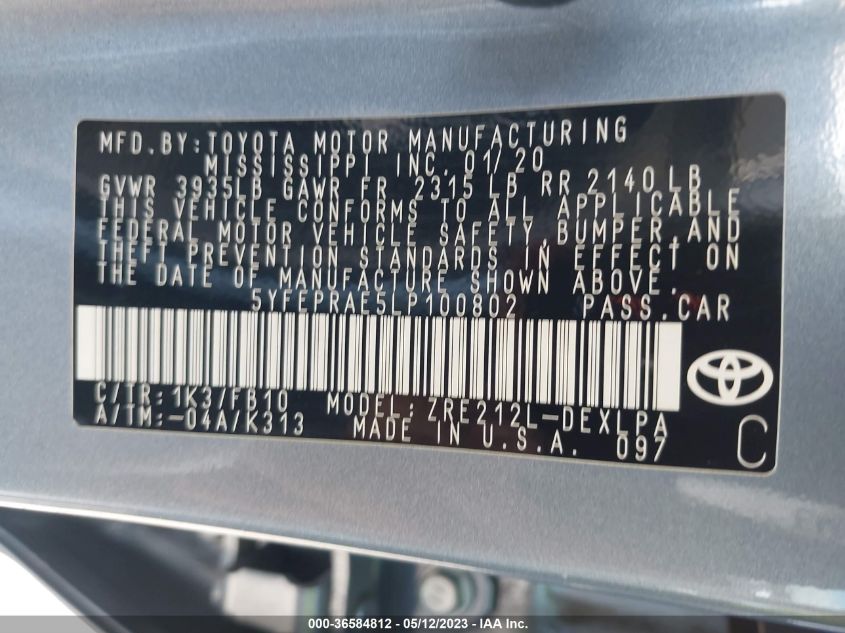 MFD.BY:TOYOTA MOTOR MANUFACTURING
MISSISSIPPI INC.01/20
GVWR 3935LB GAWR FR 2315 LB RR 2140 LB
THIS VEHICLE CONFORMS TO ALL APPLICABLE
FEDERAL MOTOR VEHICLE SAFETY,BUMPER,AND
THEFT PREVENTION STANDARDS IN EFFECT ON
THE DATE OF MANUFACTURE SHOWN ABOVE.
5YFEPRAE5LP100802 PASS.CAR
C/TR:1K3/FB10 MODEL:ZRE212L-DEXLPA
A/TM:-04A/K313 MADE IN U.S.A. 097
C
000-36584812 - 05/12/2023 - IAA Inc.